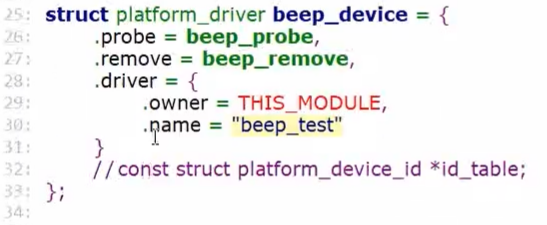 25: struct platform_driver beep_device = {
26:     .probe = beep_probe,
27:     .remove = beep_remove,
28:     .driver = {
29:         .owner = THIS_MODULE,
30:         .name = "beep_test"
31:     }
32:     //const struct platform_device_id *id_table;
33: };
34: